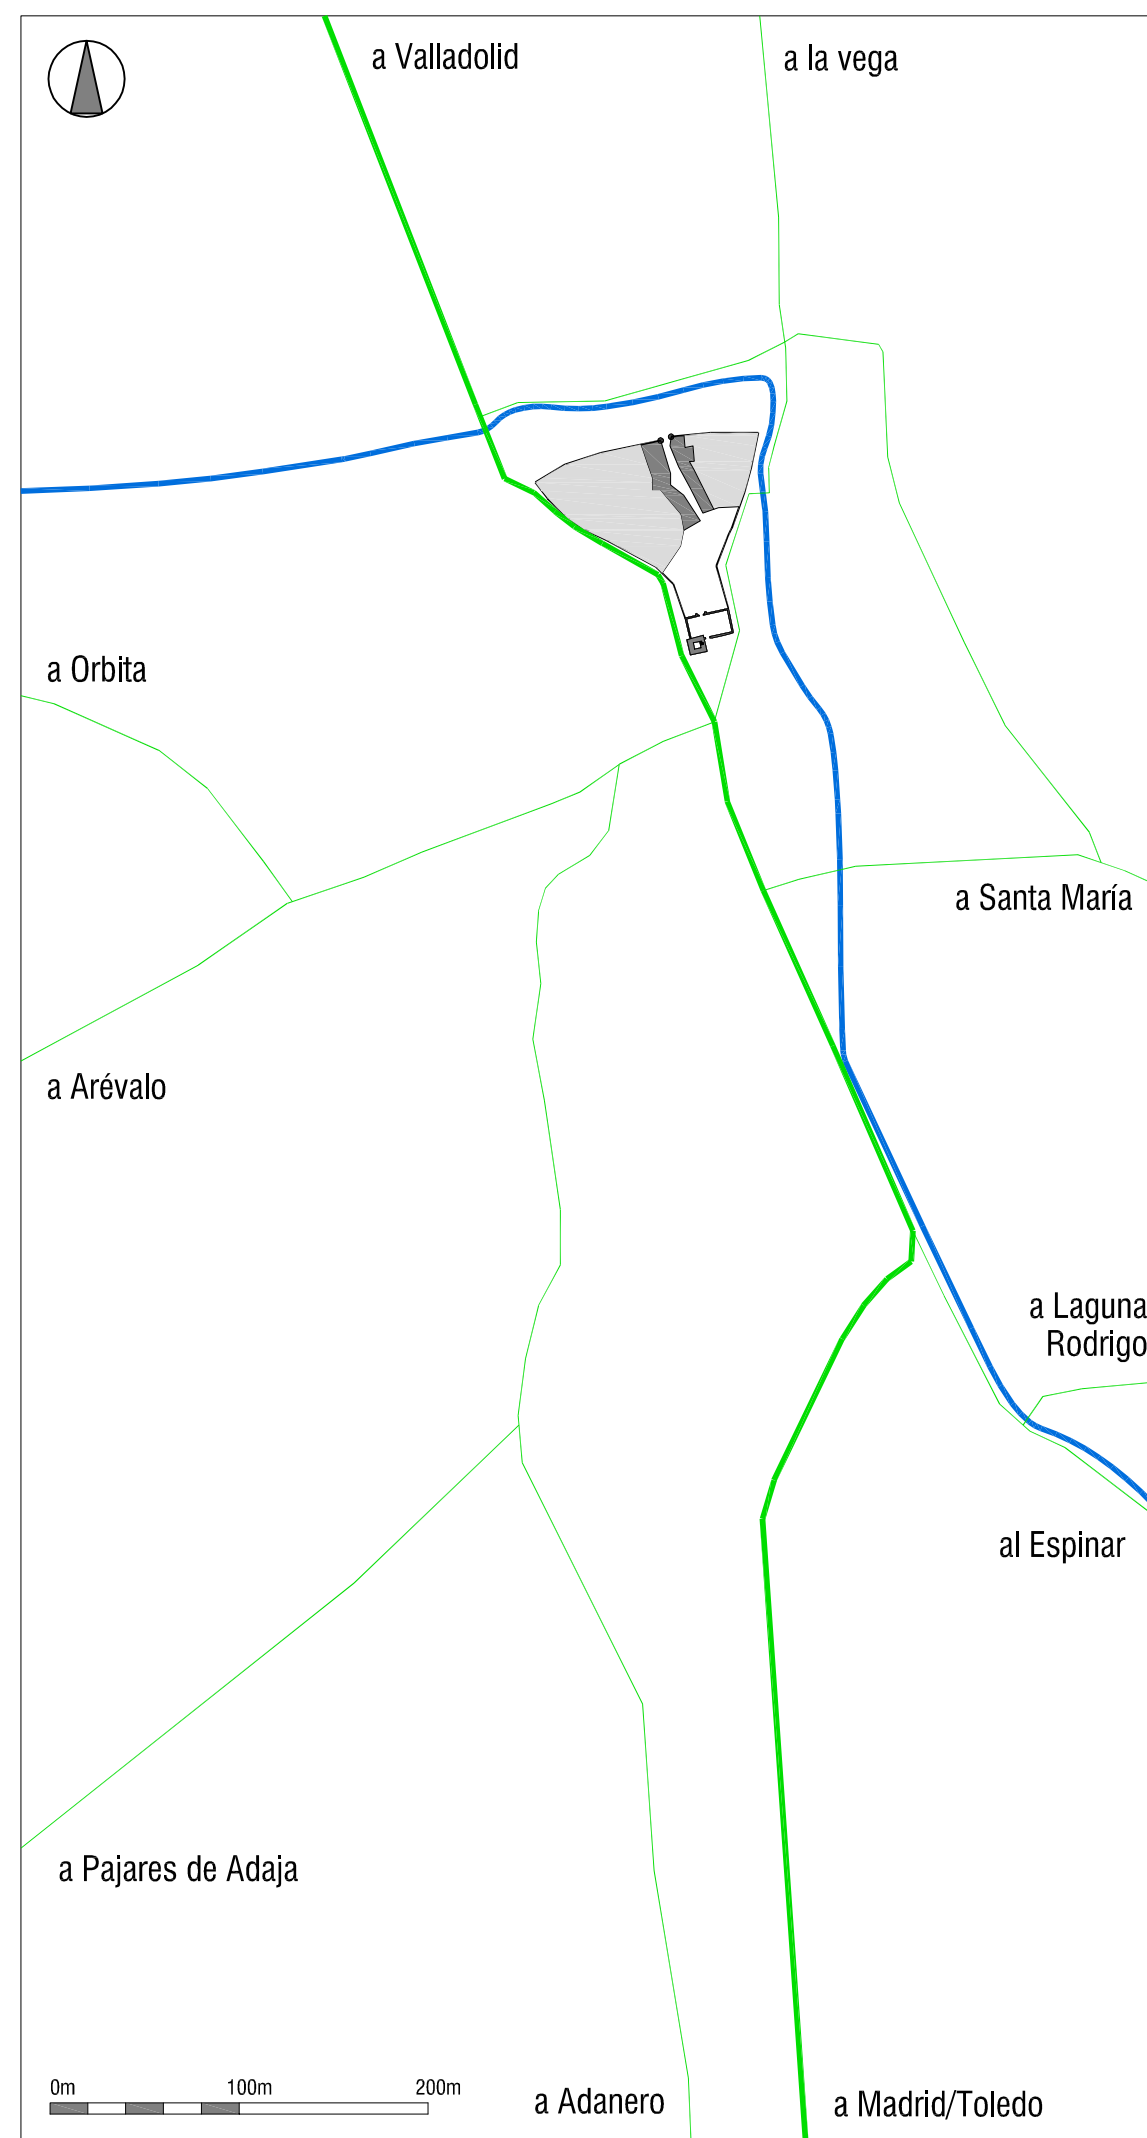 a Valladolid
a la vega
a Orbita
a Santa María
a Arévalo
a Laguna
Rodrigo
al Espinar
a Pajares de Adaja
0m 100m 200m
a Adanero
a Madrid/Toledo